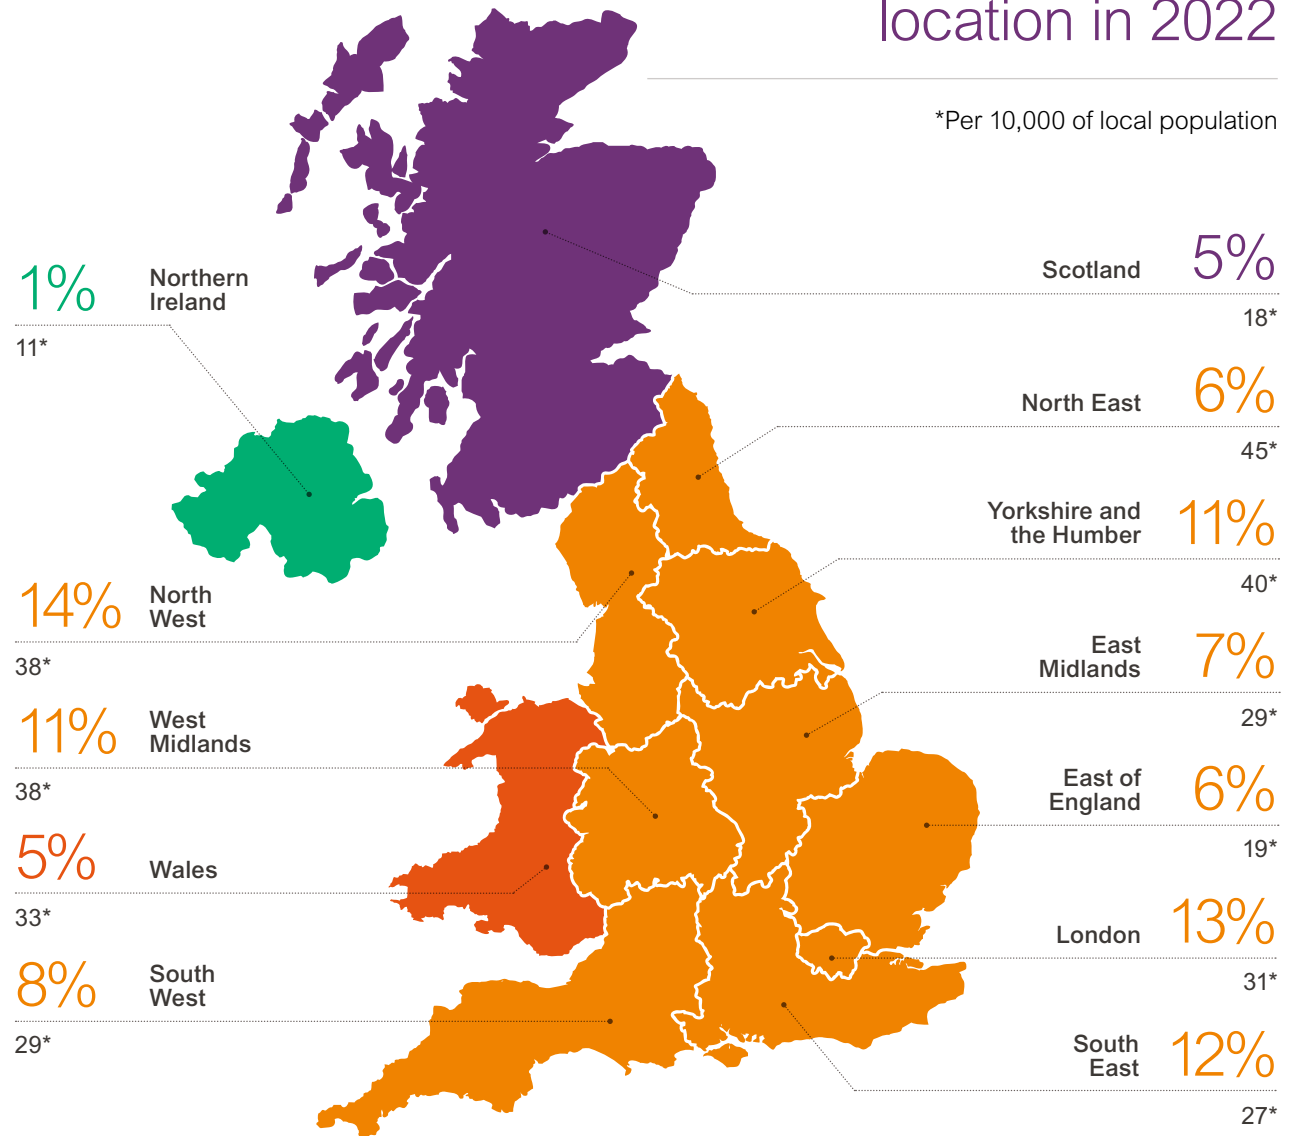 location in 2022
*Per 10,000 of local population
1%
Northern
Ireland
11*
Scotland
5%
18*
North East
6%
45*
Yorkshire and
the Humber
11%
40*
14%
North
West
38*
East
Midlands
7%
29*
11%
West
Midlands
38*
East of
England
6%
19*
5%
Wales
33*
London
13%
31*
8%
South
West
29*
South
East
12%
27*